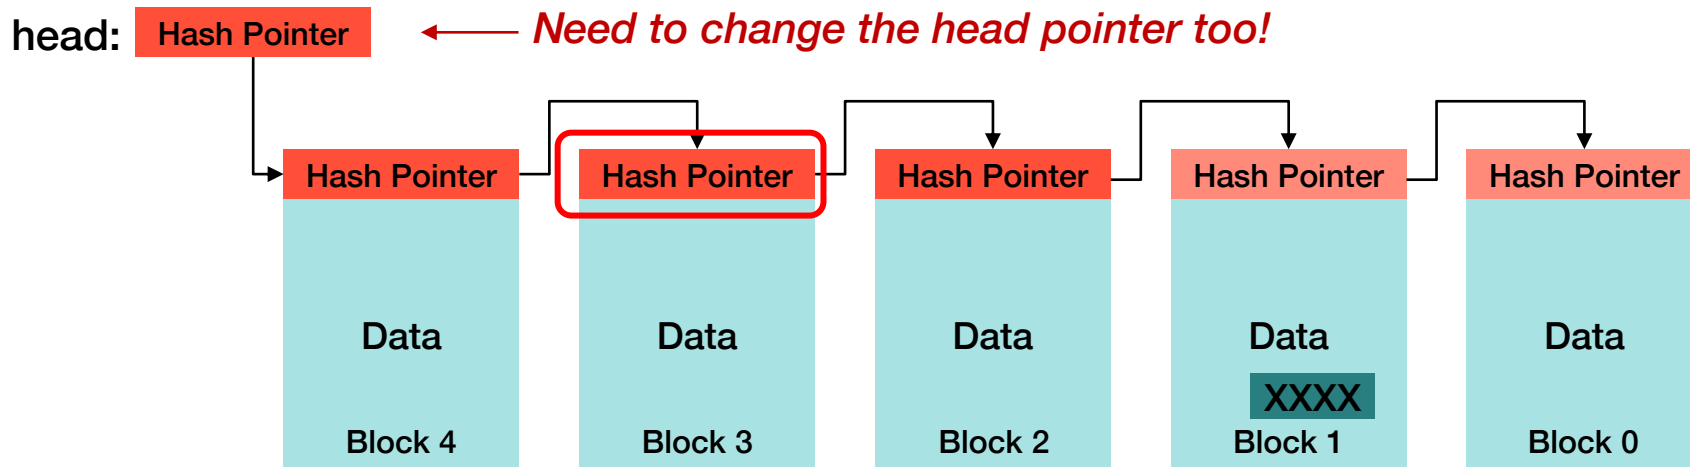 head: Hash Pointer Need to change the head pointer too!
Hash Pointer Hash Pointer Hash Pointer Hash Pointer Hash Pointer
Data Data Data Data Data
XXXX
Block 4 Block 3 Block 2 Block 1 Block 0